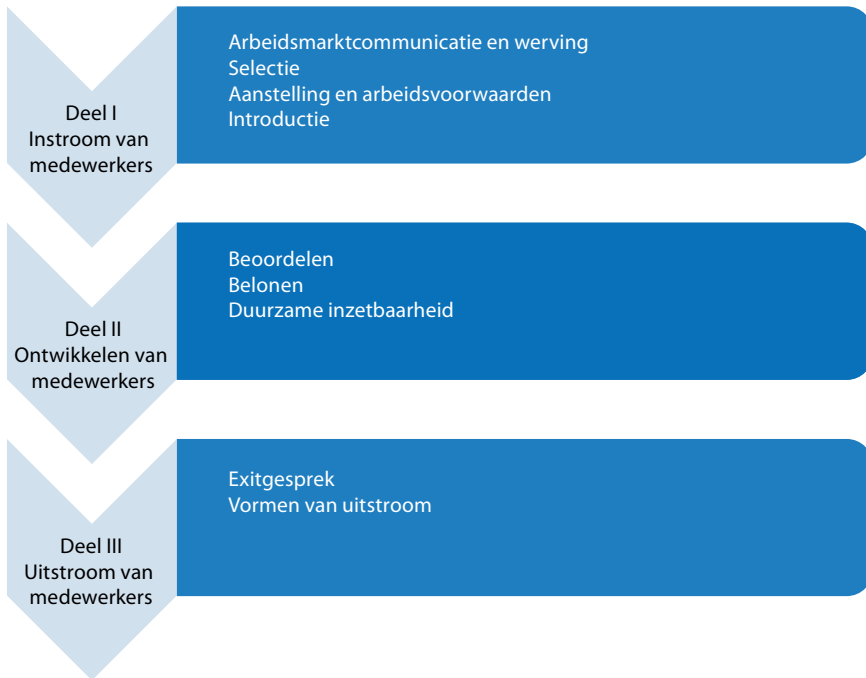 Deel I
Instroom van
medewerkers
Arbeidsmarktcommunicatie en werving
Selectie
Aanstelling en arbeidsvoorwaarden
Introductie
Deel II
Ontwikkelen van
medewerkers
Beoordelen
Belonen
Duurzame inzetbaarheid
Deel III
Uitstroom van
medewerkers
Exitgesprek
Vormen van uitstroom